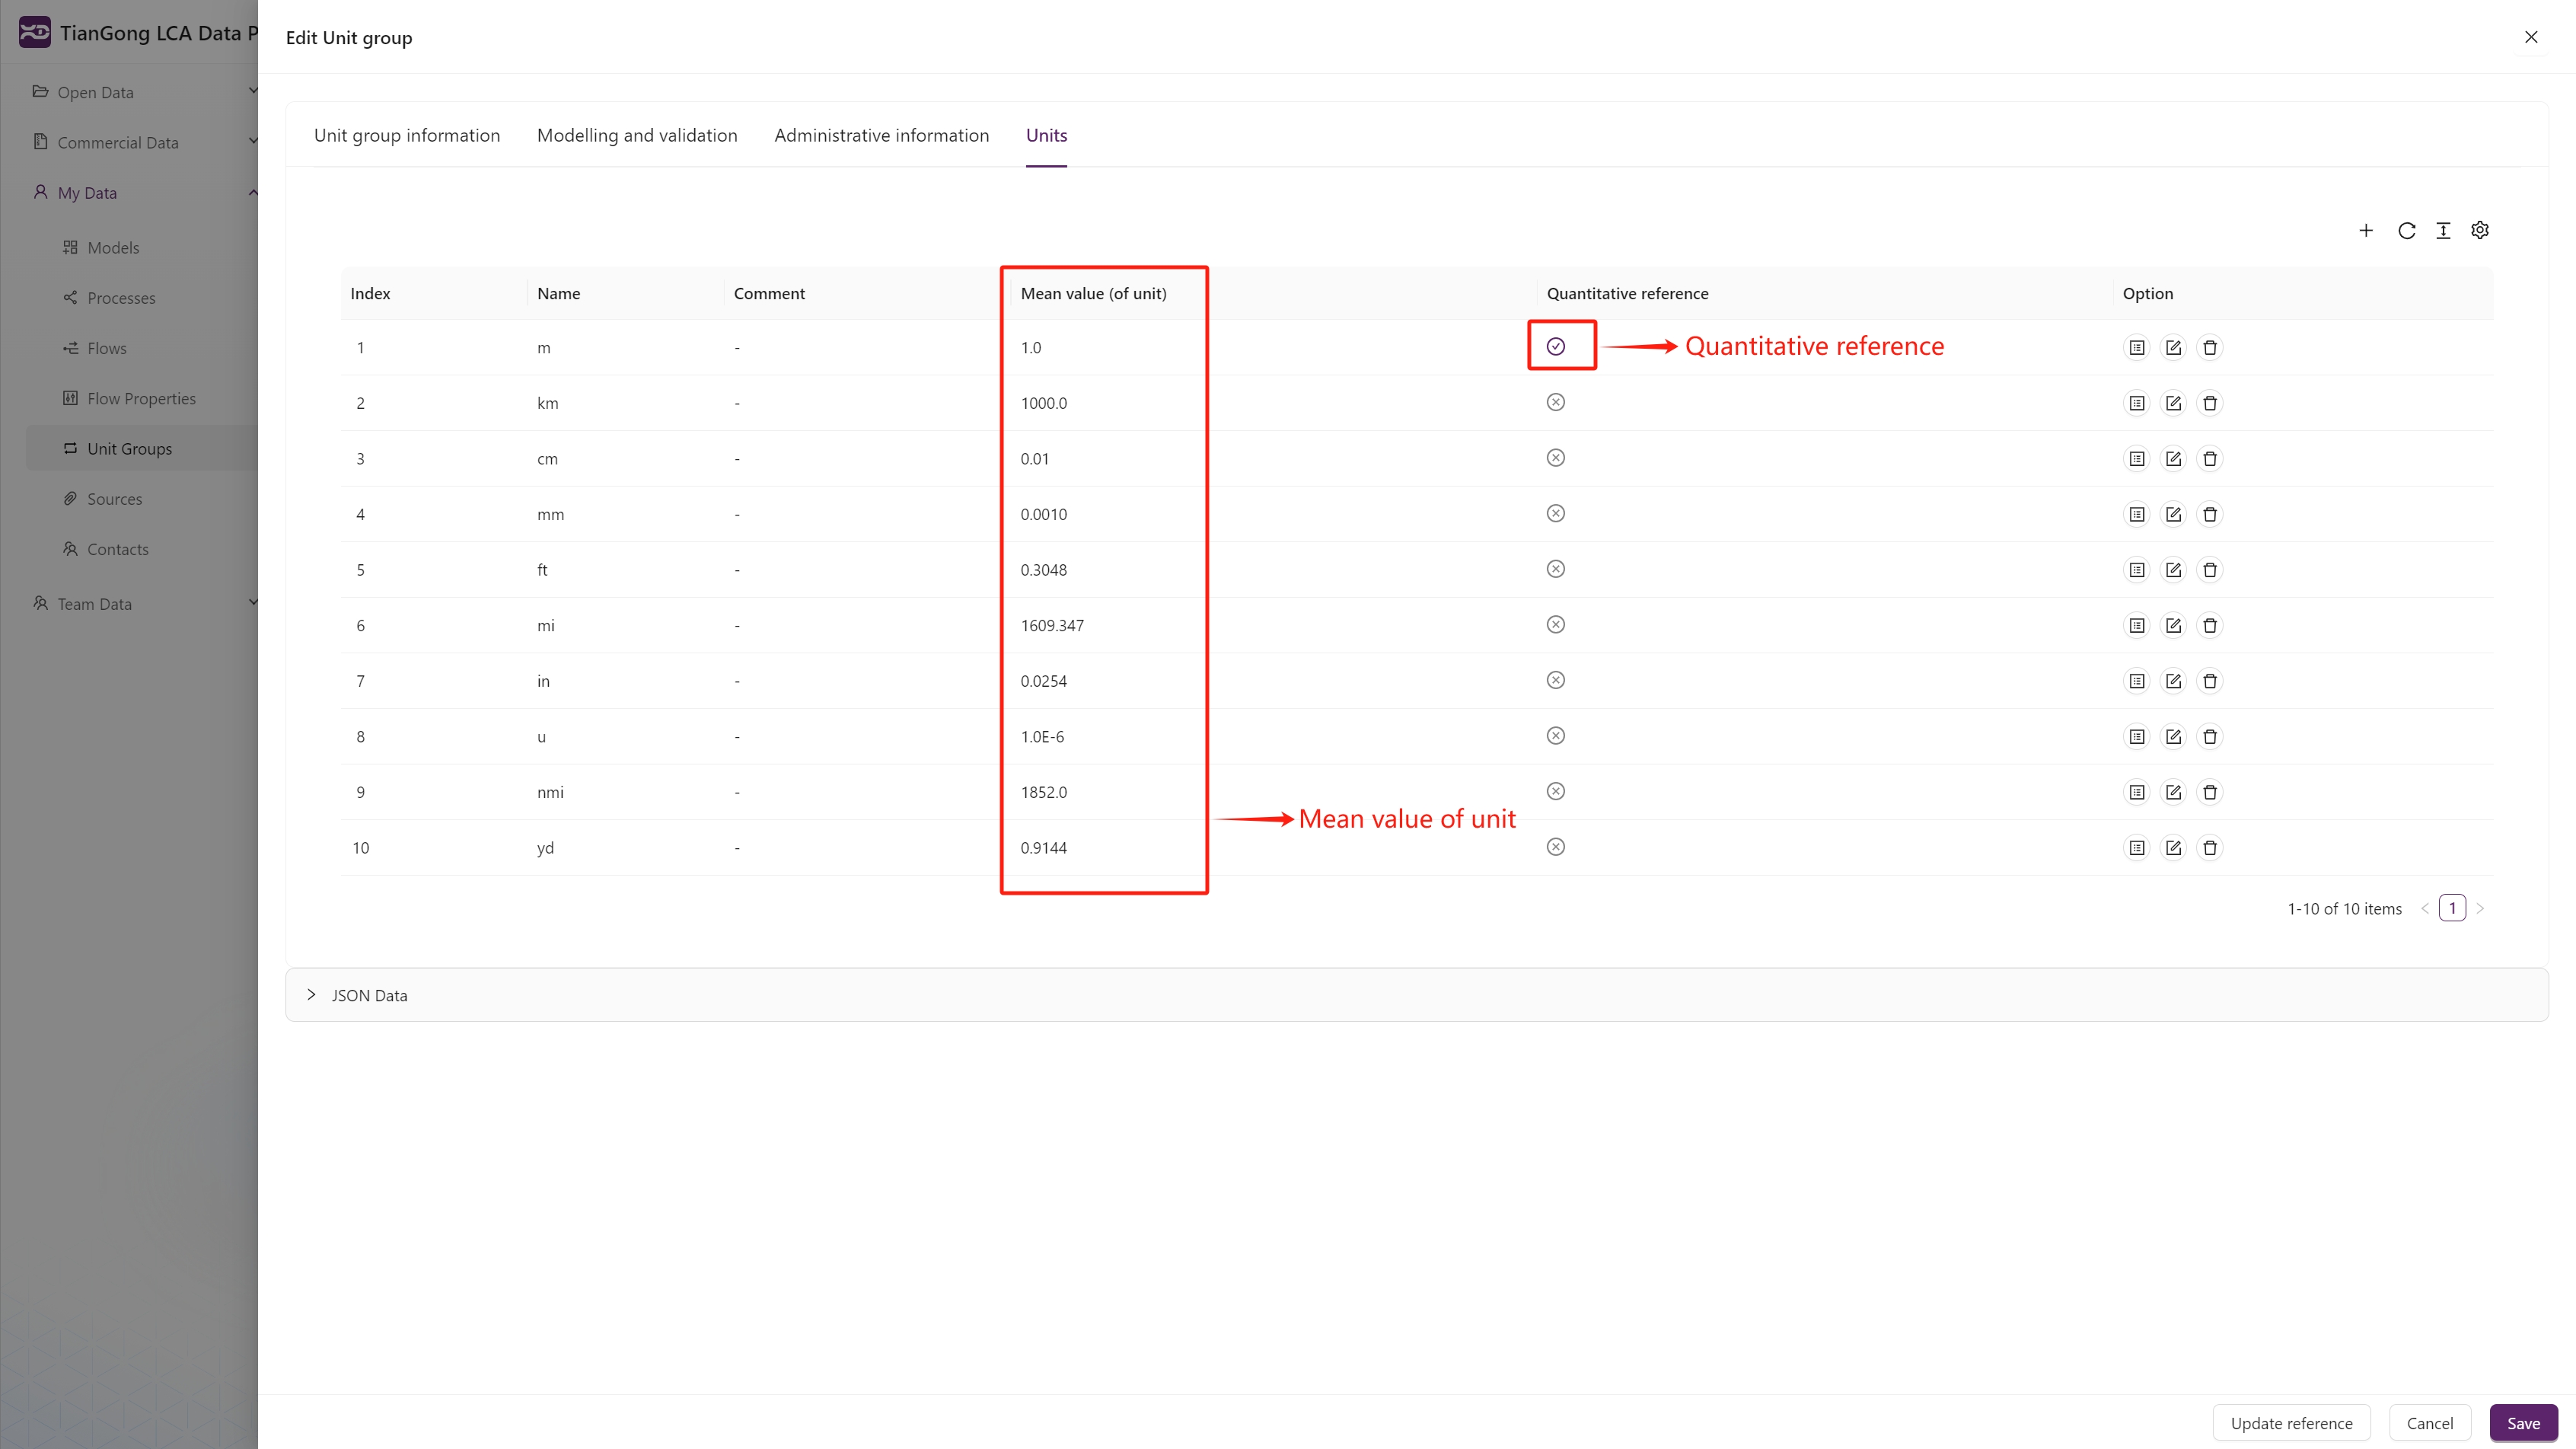 TianGong LCA Data P
Edit Unit group
Open Data
Commercial Data
My Data
Models
Processes
Flows
Flow Properties
Unit Groups
Sources
Contacts
Team Data
Unit group information Modelling and validation Administrative information Units
Index Name Comment Mean value (of unit) Quantitative reference Option
1 m - 1.0 Quantitative reference
2 km - 1000.0
3 cm - 0.01
4 mm - 0.0010
5 ft - 0.3048
6 mi - 1609.347
7 in - 0.0254
8 u - 1.0E-6
9 nmi - 1852.0
Mean value of unit
10 yd - 0.9144
1-10 of 10 items < 1 >
JSON Data
Update reference Cancel Save